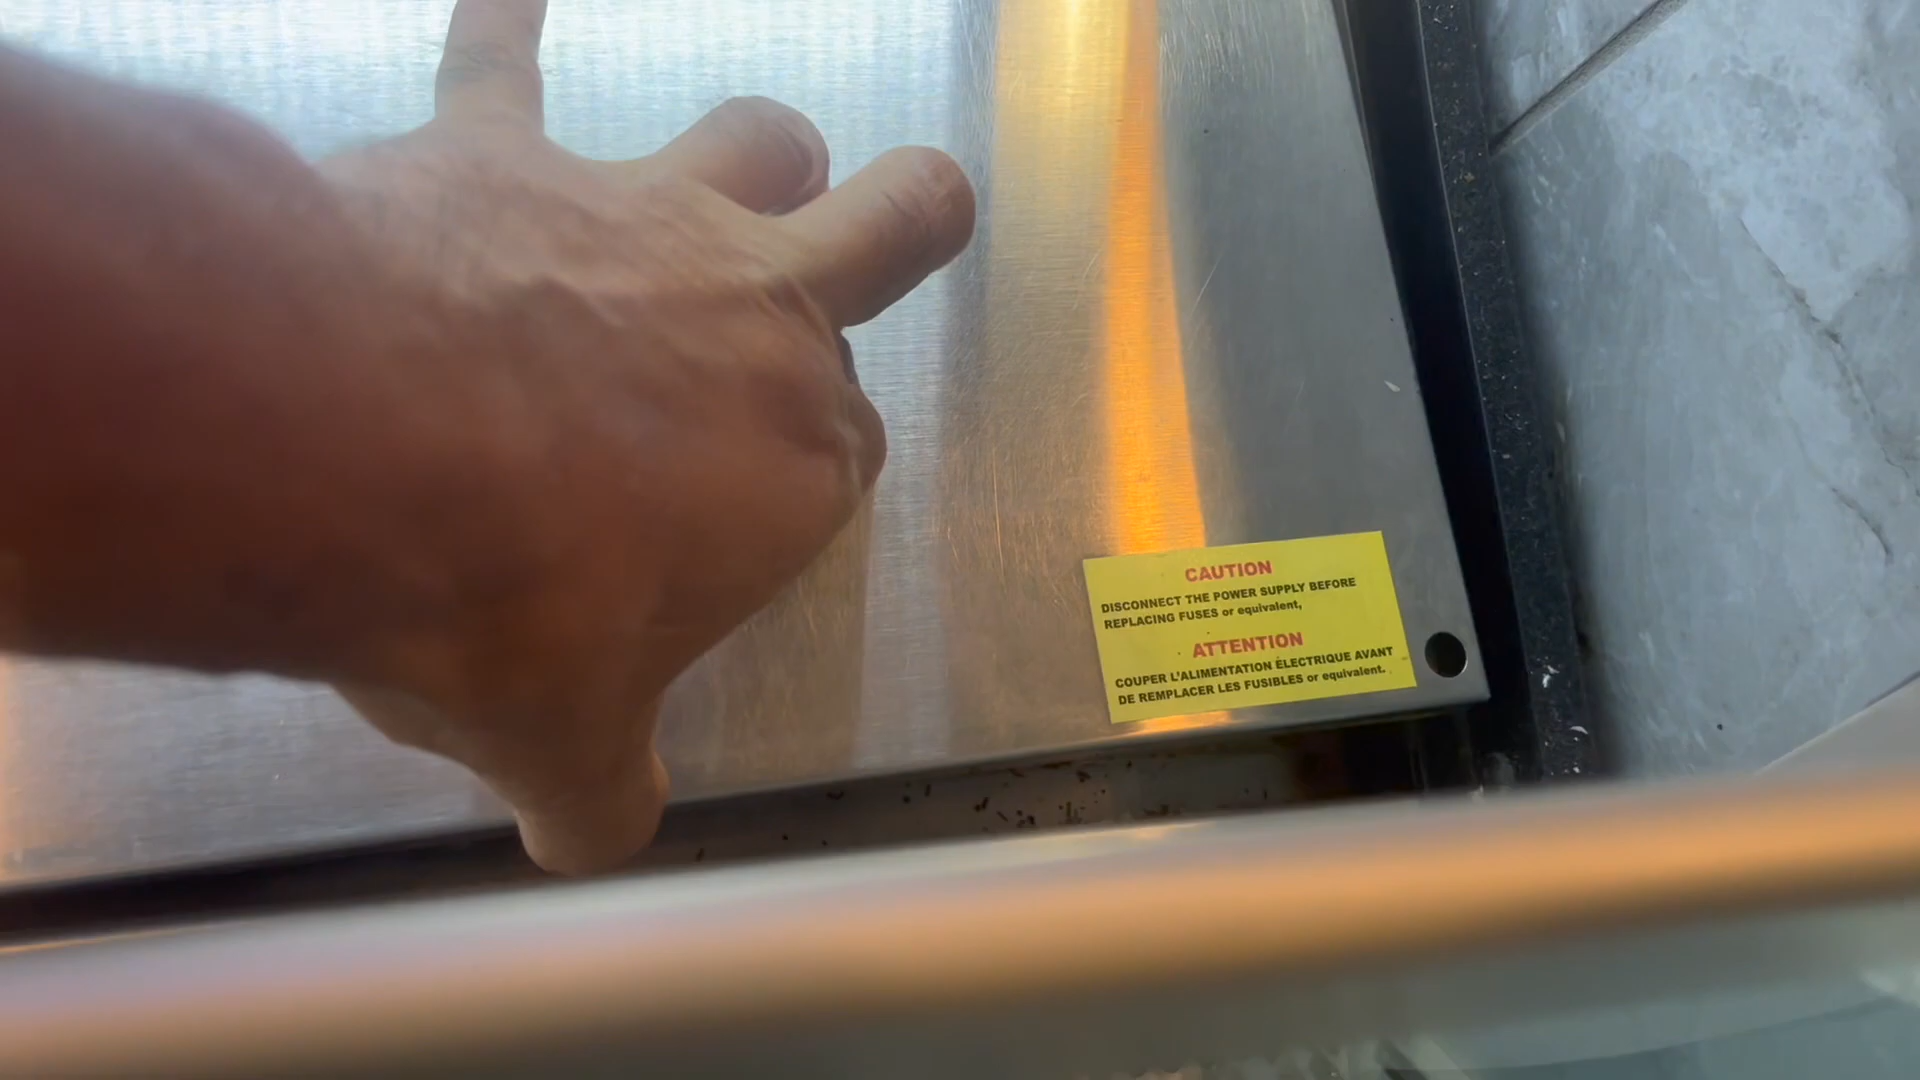 CAUTION
DISCONNECT THE POWER SUPPLY BEFORE
REPLACING FUSES or equivalent,
ATTENTION
COUPER L'ALIMENTATION ÉLECTRIQUE AVANT
DE REMPLACER LES FUSIBLES or equivalent.